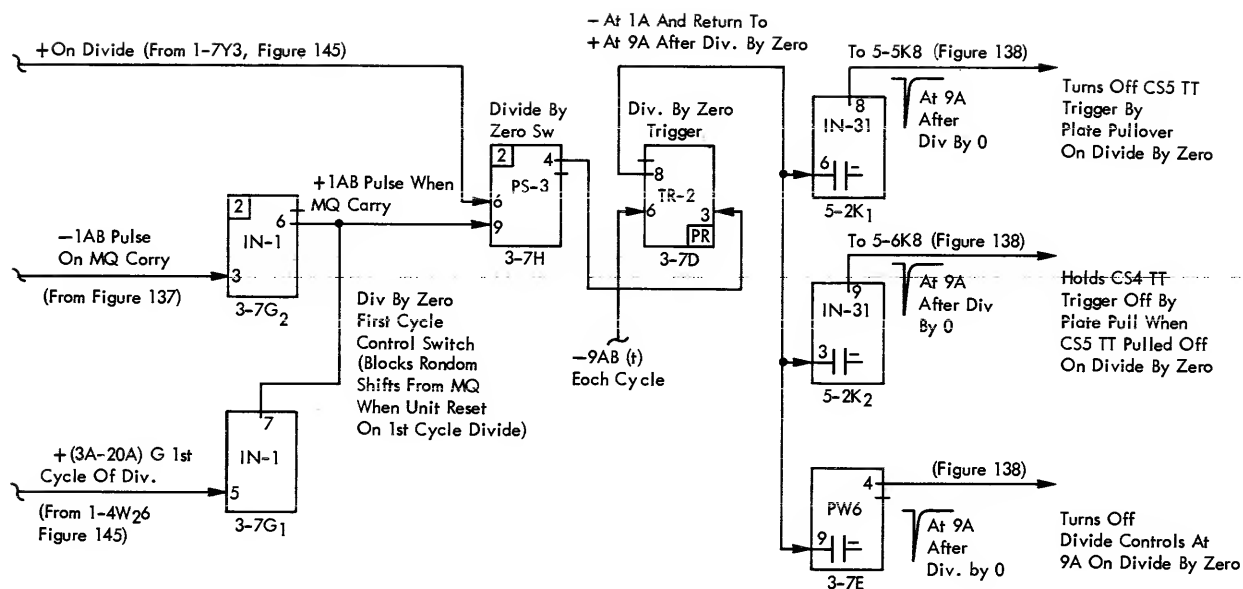 − At 1A And Return To
+ At 9A After Div. By Zero
+On Divide (From 1-7Y3, Figure 145)
To 5-5K8 (Figure 138)
8
IN-31
6
5-2K1
At 9A
After
Div By 0
Turns Off CS5 TT
Trigger By
Plate Pullover
On Divide By Zero
Divide By
Zero Sw
2
4
PS-3
6
9
3-7H
Div. By Zero
Trigger
8
TR-2
6
3
PR
3-7D
+1AB Pulse When
MQ Carry
2
6
IN-1
3
3-7G2
−1AB Pulse
On MQ Corry
(From Figure 137)
To 5-6K8 (Figure 138)
9
IN-31
3
5-2K2
At 9A
After Div
By 0
Holds CS4 TT
Trigger Off By
Plate Pull When
CS5 TT Pulled Off
On Divide By Zero
Div By Zero
First Cycle
Control Switch
(Blocks Rondom
Shifts From MQ
When Unit Reset
On 1st Cycle Divide)
−9AB (t)
Eoch Cycle
7
IN-1
5
3-7G1
+(3A-20A) G 1st
Cycle Of Div.
(From 1-4W26
Figure 145)
(Figure 138)
4
PW6
9
3-7E
At 9A
After
Div. by 0
Turns Off
Divide Controls At
9A On Divide By Zero